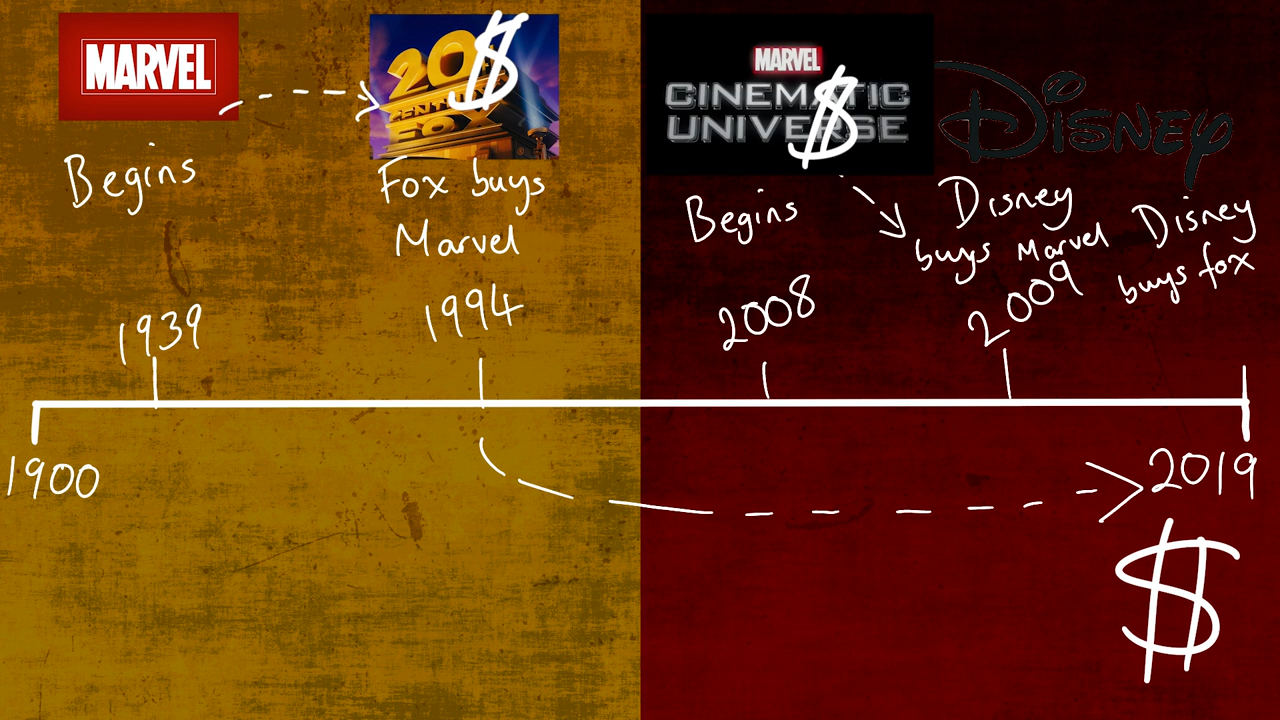 MARVEL
Begins
1939
20
CENTURY
FOX
$
Fox buys
Marvel
1994
MARVEL
CINEMATIC
UNIVERSE
$
Begins
2008
Disney
Disney
buys Marvel
2009
Disney
buys fox
1900
2019
$